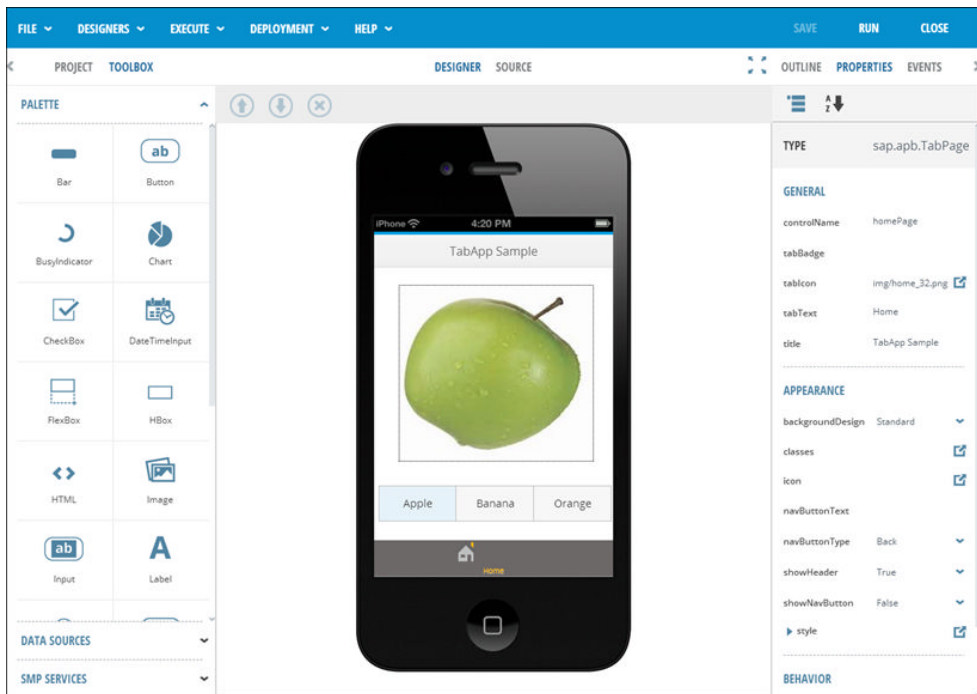 FILE DESIGNERS EXECUTE DEPLOYMENT HELP SAVE RUN CLOSE
PROJECT TOOLBOX DESIGNER SOURCE OUTLINE PROPERTIES EVENTS
PALETTE
Bar
ab
Button
BusyIndicator
Chart
CheckBox
DateTimeInput
FlexBox
HBox
HTML
Image
ab
Input
A
Label
DATA SOURCES
SMP SERVICES
iPhone 4:20 PM
TabApp Sample
Apple Banana Orange
Home
A
Z
TYPE sap.apb.TabPage
GENERAL
controlName homePage
tabBadge
tabIcon img/home_32.png
tabText Home
title TabApp Sample
APPEARANCE
backgroundDesign Standard
classes
icon
navButtonText
navButtonType Back
showHeader True
showNavButton False
style
BEHAVIOR